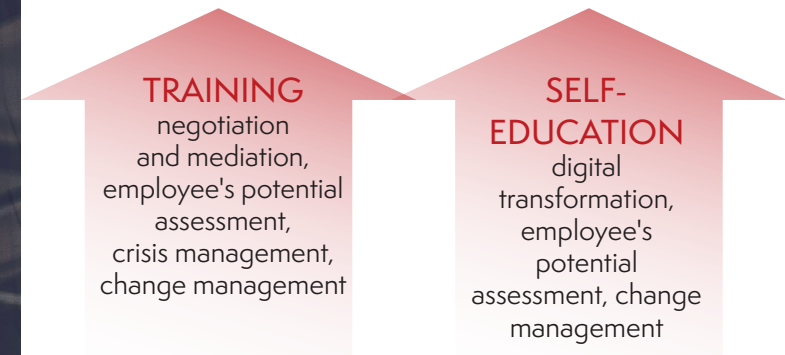 TRAINING
negotiation
and mediation,
employee's potential
assessment,
crisis management,
change management
SELF-
EDUCATION
digital
transformation,
employee's
potential
assessment, change
management